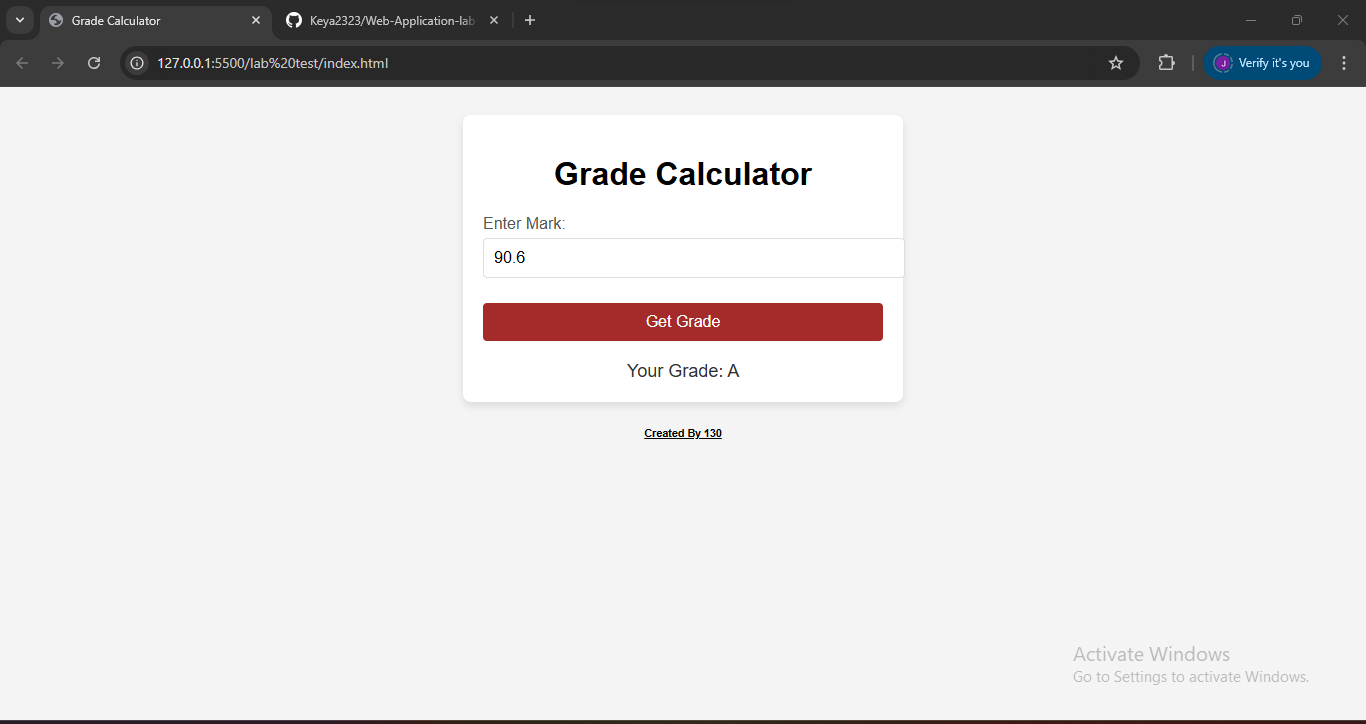 Grade Calculator
Keya2323/Web-Application-lab
127.0.0.1:5500/lab%20test/index.html
J
Verify it's you
Grade Calculator
Enter Mark:
90.6
Get Grade
Your Grade: A
Created By 130
Activate Windows
Go to Settings to activate Windows.